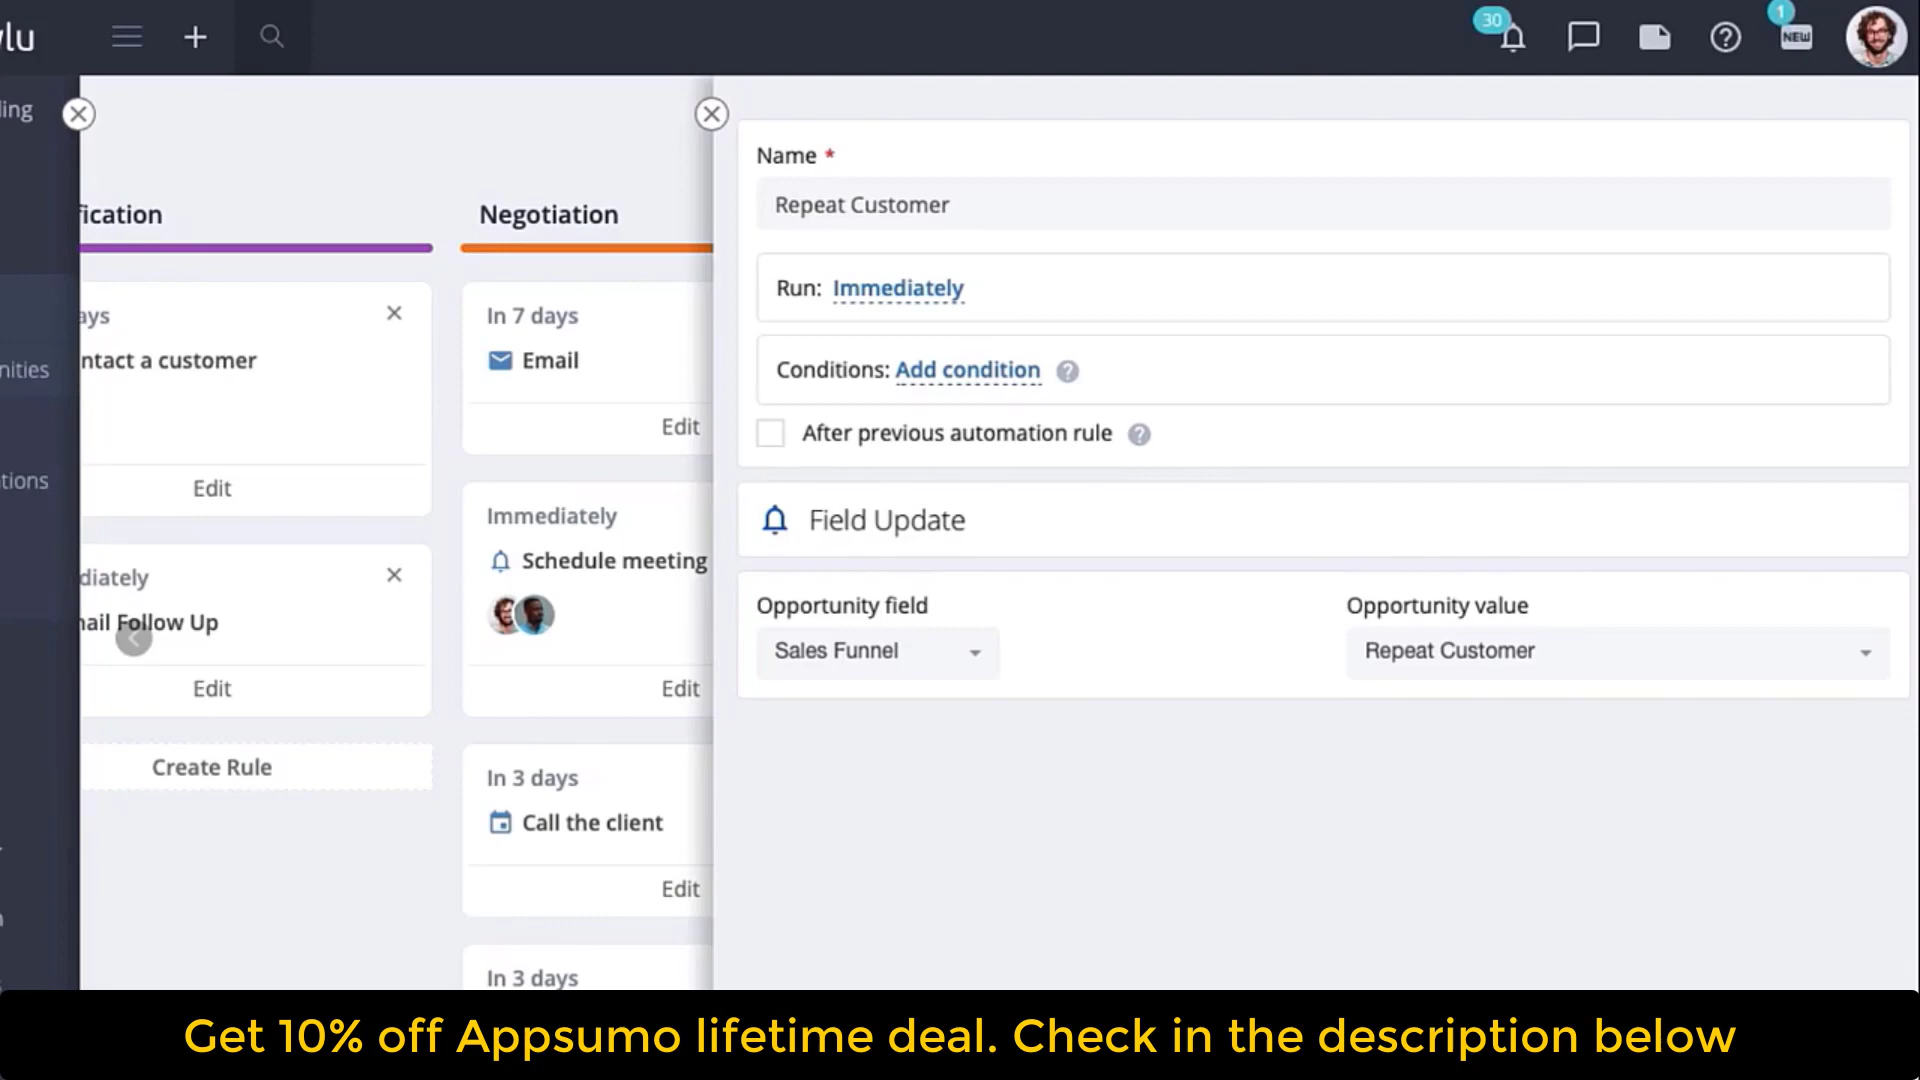 wlu
30
1
NEW
ling
nities
tions
fication
ays
ntact a customer
Edit
diately
nail Follow Up
Edit
Create Rule
Negotiation
In 7 days
Email
Edit
Immediately
Schedule meeting
Edit
In 3 days
Call the client
Edit
In 3 days
Name *
Repeat Customer
Run: Immediately
Conditions: Add condition ?
After previous automation rule ?
Field Update
Opportunity field
Sales Funnel
Opportunity value
Repeat Customer
Get 10% off Appsumo lifetime deal. Check in the description below